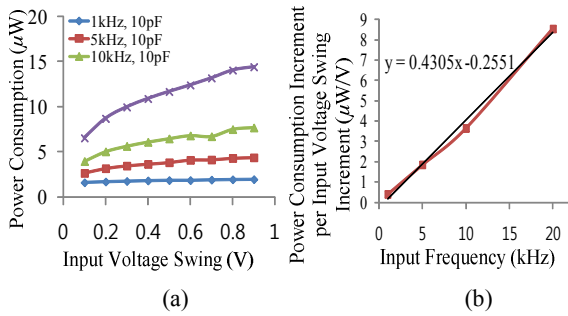 Power Consumption (µW)
20
15
10
5
0
1kHz, 10pF
5kHz, 10pF
10kHz, 10pF
0 0.2 0.4 0.6 0.8 1
Input Voltage Swing (V)
(a)
Power Consumption Increment
per Input Voltage Swing
Increment (µW/V)
9
8
7
6
5
4
3
2
1
0
y = 0.4305x-0.2551
0 5 10 15 20
Input Frequency (kHz)
(b)